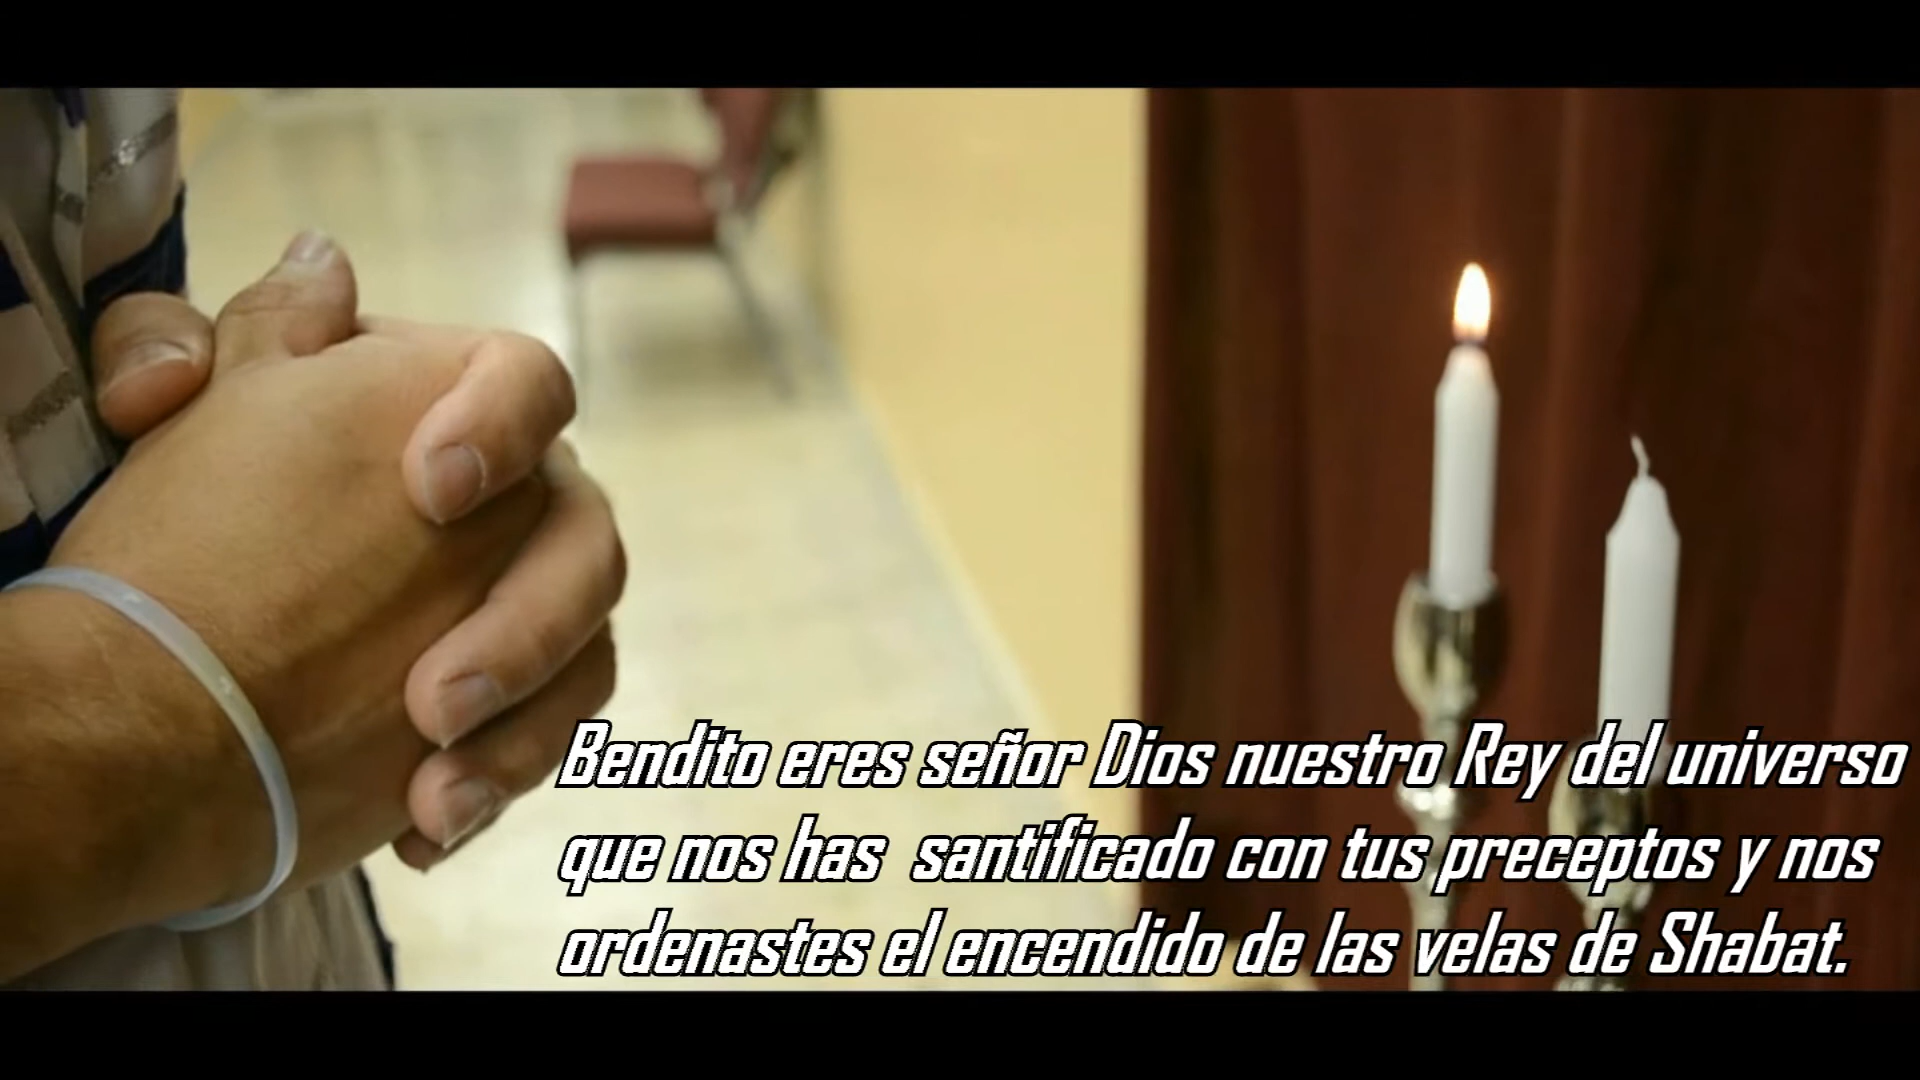 Bendito eres señor Dios nuestro Rey del universo
que nos has santificado con tus preceptos y nos
ordenastes el encendido de las velas de Shabat.